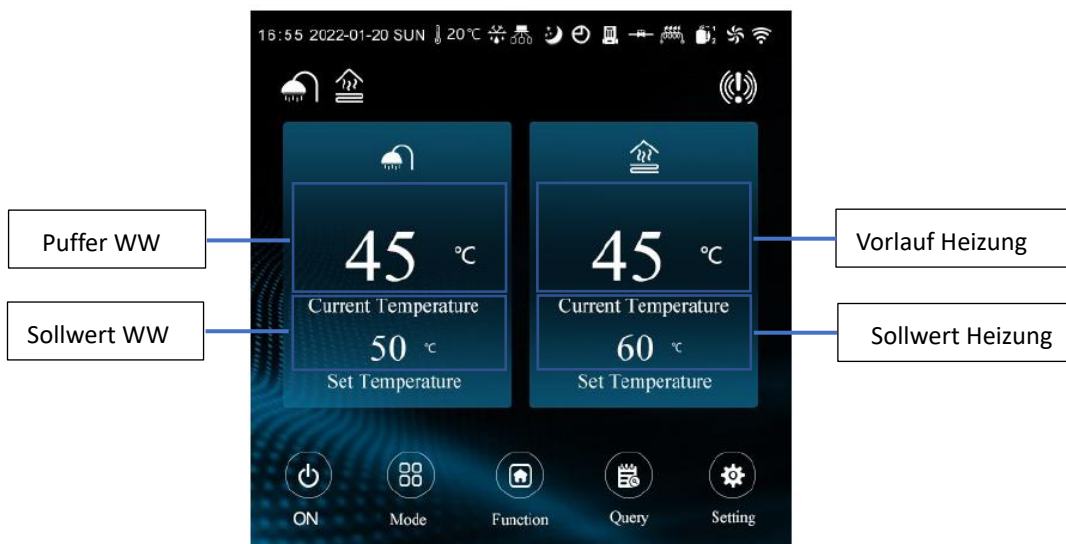 16:55 2022-01-20 SUN 20℃
Puffer WW
45 ℃
Current Temperature
Sollwert WW
50 ℃
Set Temperature
45 ℃
Current Temperature
Vorlauf Heizung
60 ℃
Set Temperature
Sollwert Heizung
ON
Mode
Function
Query
Setting